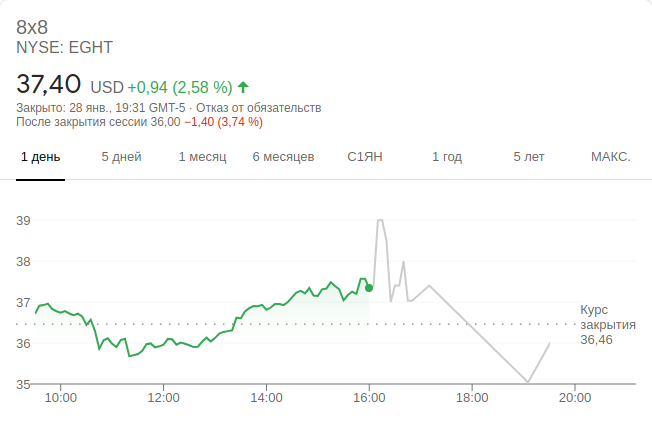 8x8
NYSE: EGHT
37,40 USD +0,94 (2,58 %)
Закрыто: 28 янв., 19:31 GMT-5 · Отказ от обязательств
После закрытия сессии 36,00 −1,40 (3,74 %)
1 день 5 дней 1 месяц 6 месяцев С1ЯН 1 год 5 лет МАКС.
39
38
37
Курс
закрытия
36,46
36
35
10:00 12:00 14:00 16:00 18:00 20:00